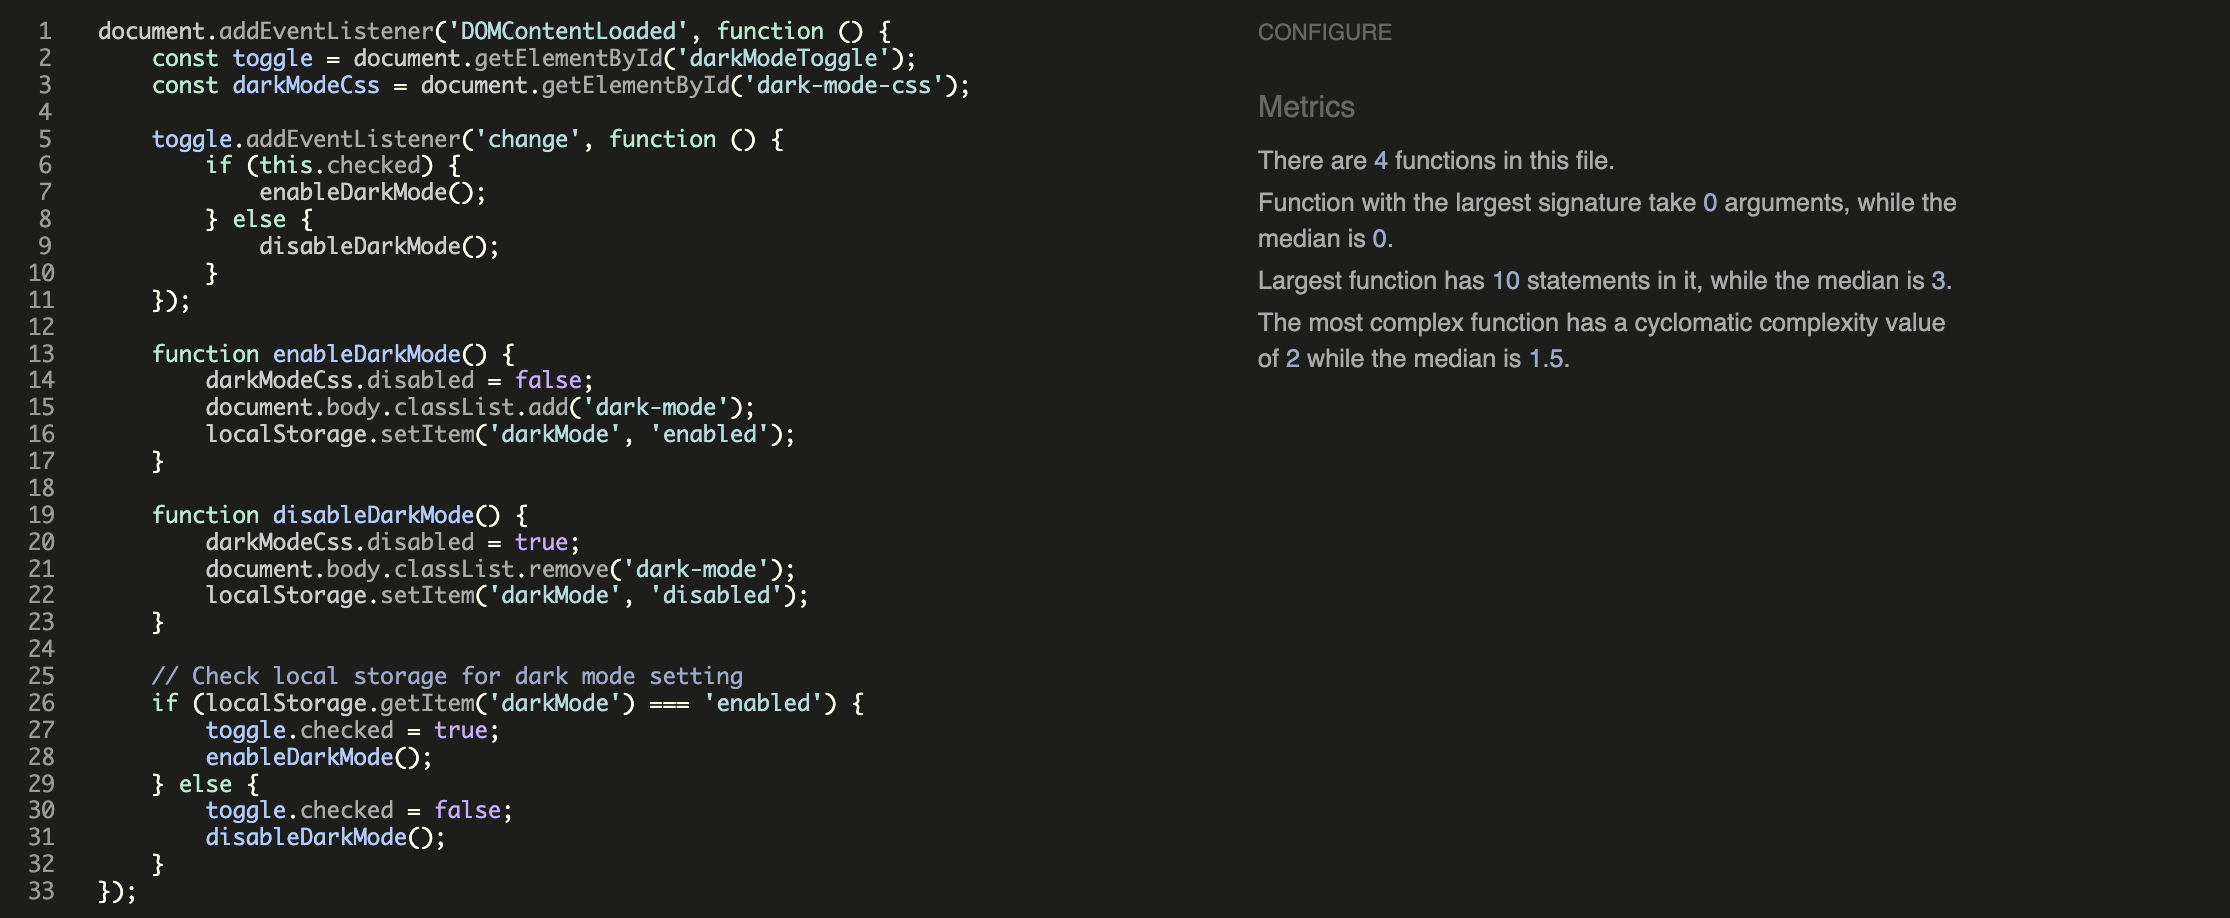 1 document.addEventListener('DOMContentLoaded', function () {
2     const toggle = document.getElementById('darkModeToggle');
3     const darkModeCss = document.getElementById('dark-mode-css');
4
5     toggle.addEventListener('change', function () {
6         if (this.checked) {
7             enableDarkMode();
8         } else {
9             disableDarkMode();
10         }
11     });
12
13     function enableDarkMode() {
14         darkModeCss.disabled = false;
15         document.body.classList.add('dark-mode');
16         localStorage.setItem('darkMode', 'enabled');
17     }
18
19     function disableDarkMode() {
20         darkModeCss.disabled = true;
21         document.body.classList.remove('dark-mode');
22         localStorage.setItem('darkMode', 'disabled');
23     }
24
25     // Check local storage for dark mode setting
26     if (localStorage.getItem('darkMode') === 'enabled') {
27         toggle.checked = true;
28         enableDarkMode();
29     } else {
30         toggle.checked = false;
31         disableDarkMode();
32     }
33 });
CONFIGURE
Metrics
There are 4 functions in this file.
Function with the largest signature take 0 arguments, while the
median is 0.
Largest function has 10 statements in it, while the median is 3.
The most complex function has a cyclomatic complexity value
of 2 while the median is 1.5.